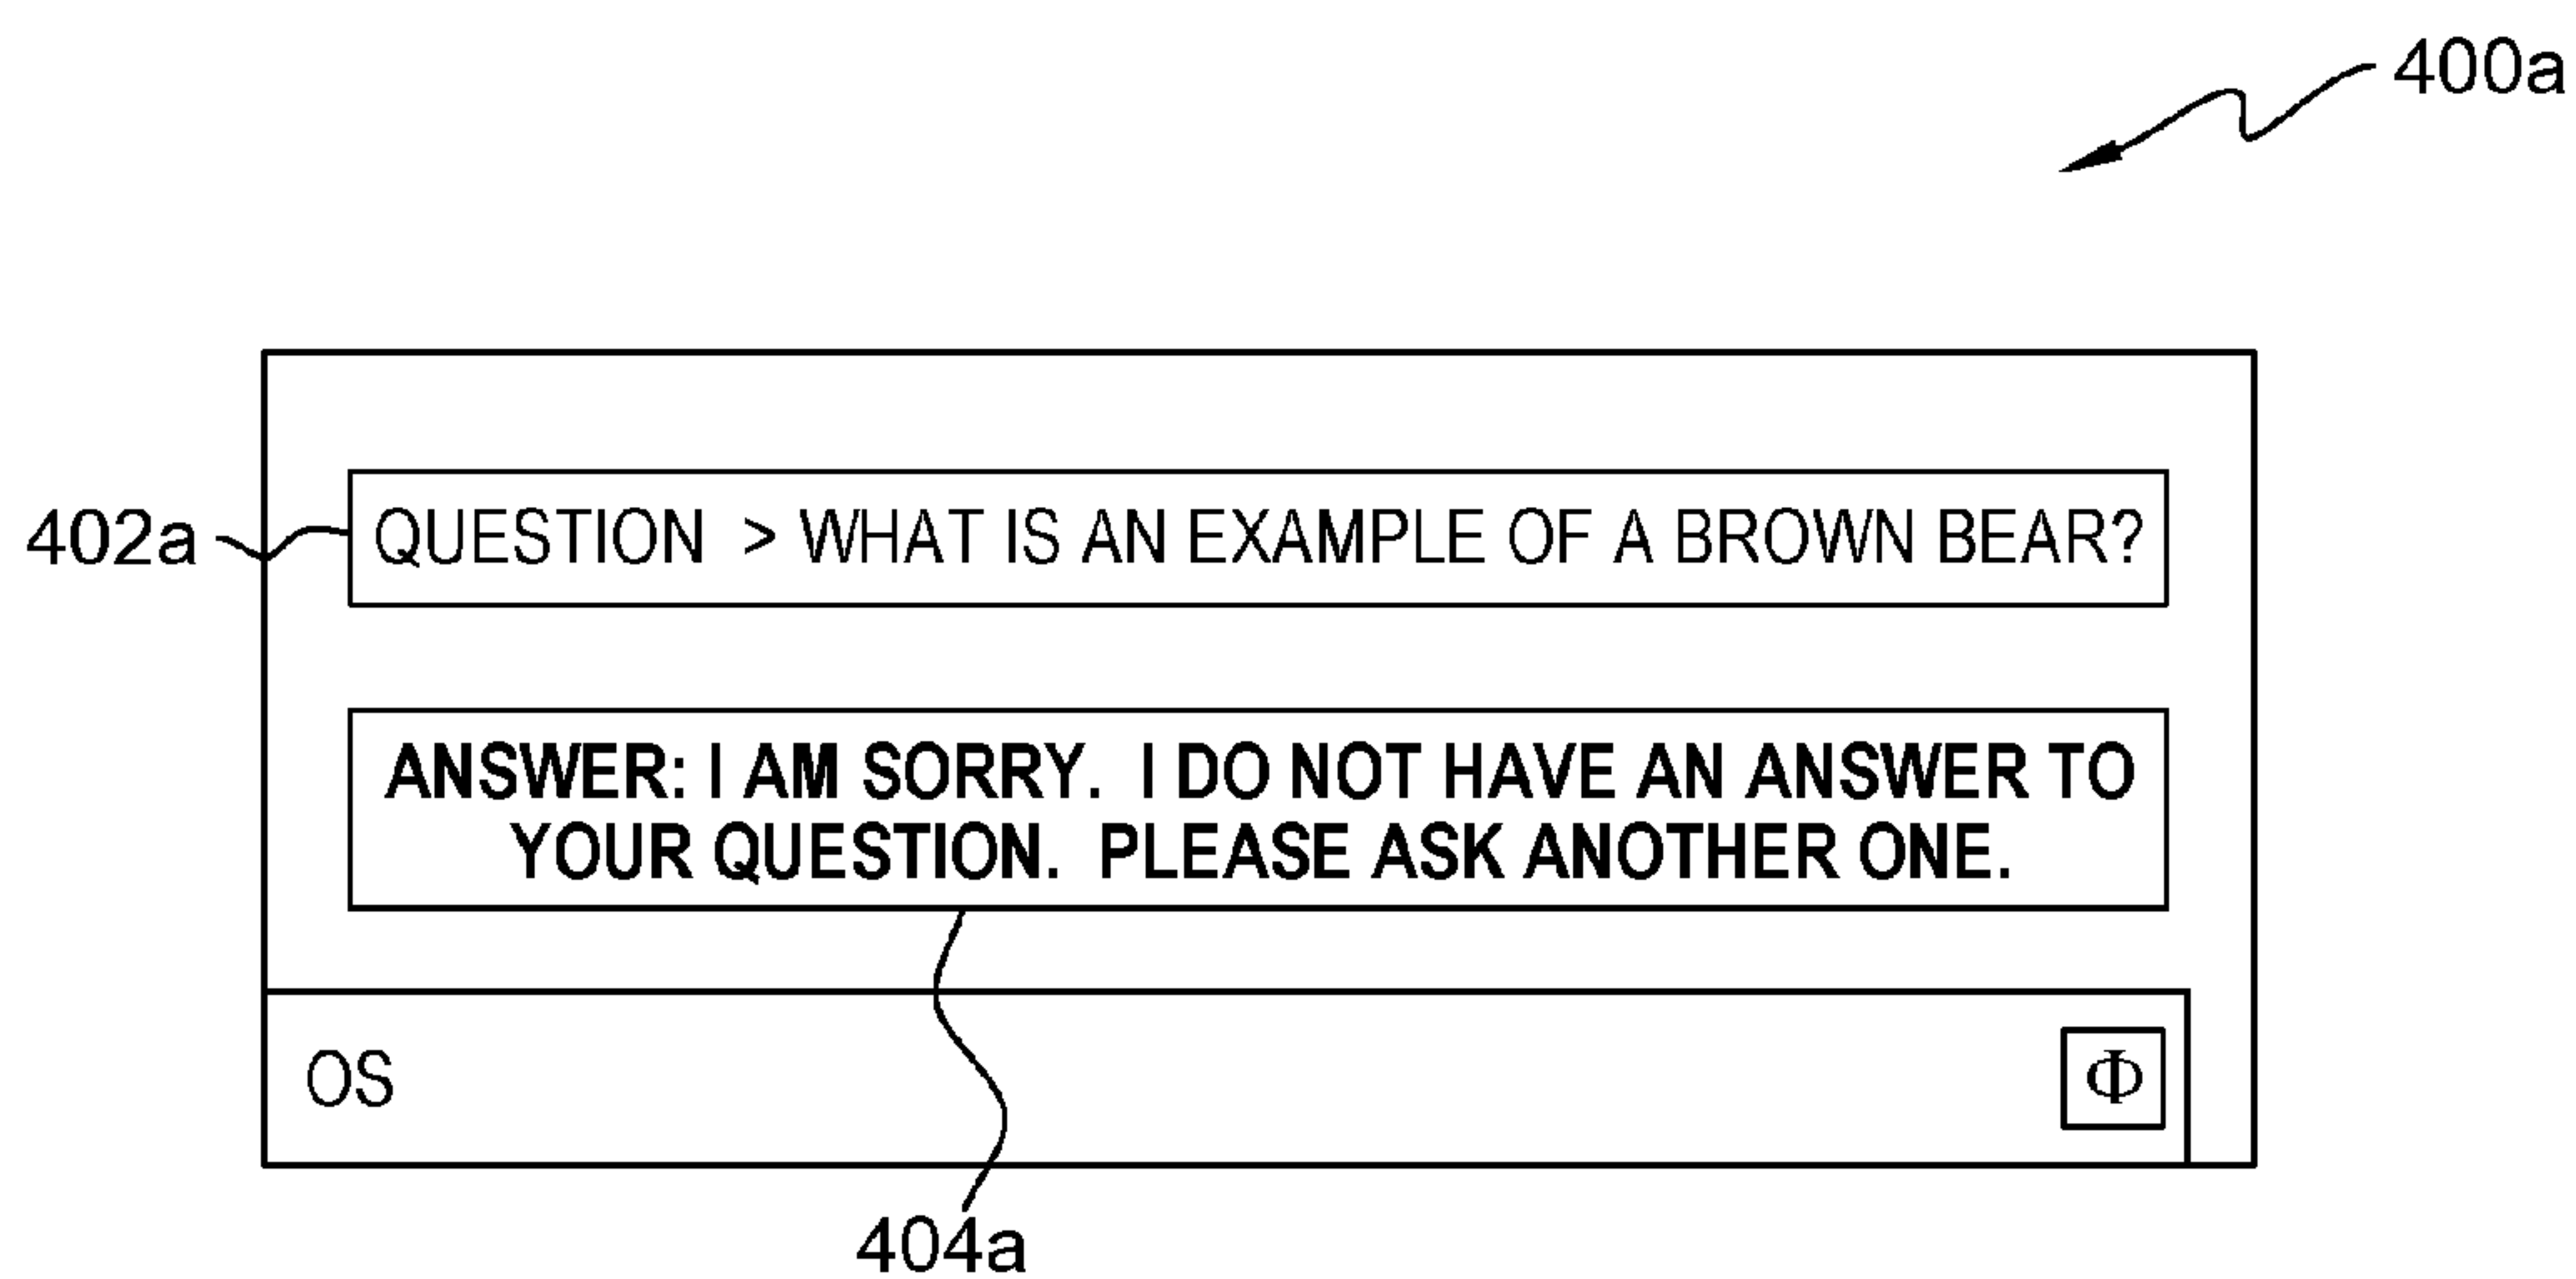 400a
402a
QUESTION > WHAT IS AN EXAMPLE OF A BROWN BEAR?
ANSWER: I AM SORRY. I DO NOT HAVE AN ANSWER TO
YOUR QUESTION. PLEASE ASK ANOTHER ONE.
OS
Φ
404a